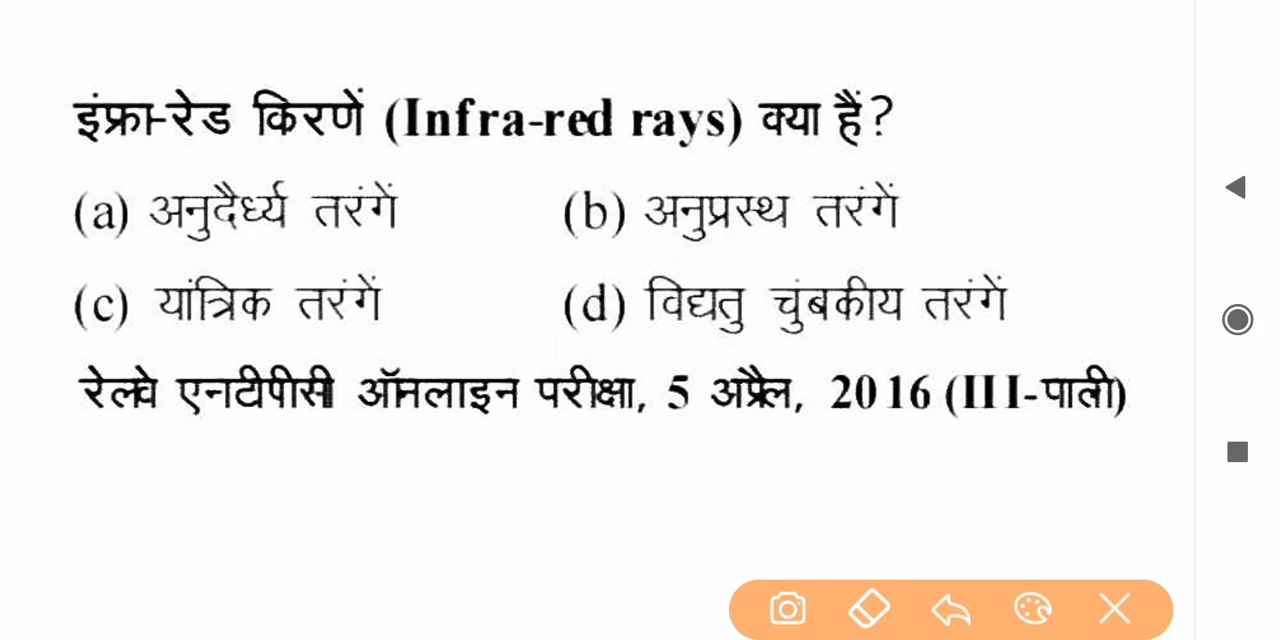 इंफ्रा-रेड किरणें (Infra-red rays) क्या हैं?
(a) अनुदैर्ध्य तरंगें (b) अनुप्रस्थ तरंगें
(c) यांत्रिक तरंगें (d) विद्यतु चुंबकीय तरंगें
रेलवे एनटीपीसी ऑनलाइन परीक्षा, 5 अप्रैल, 2016 (III-पाली)